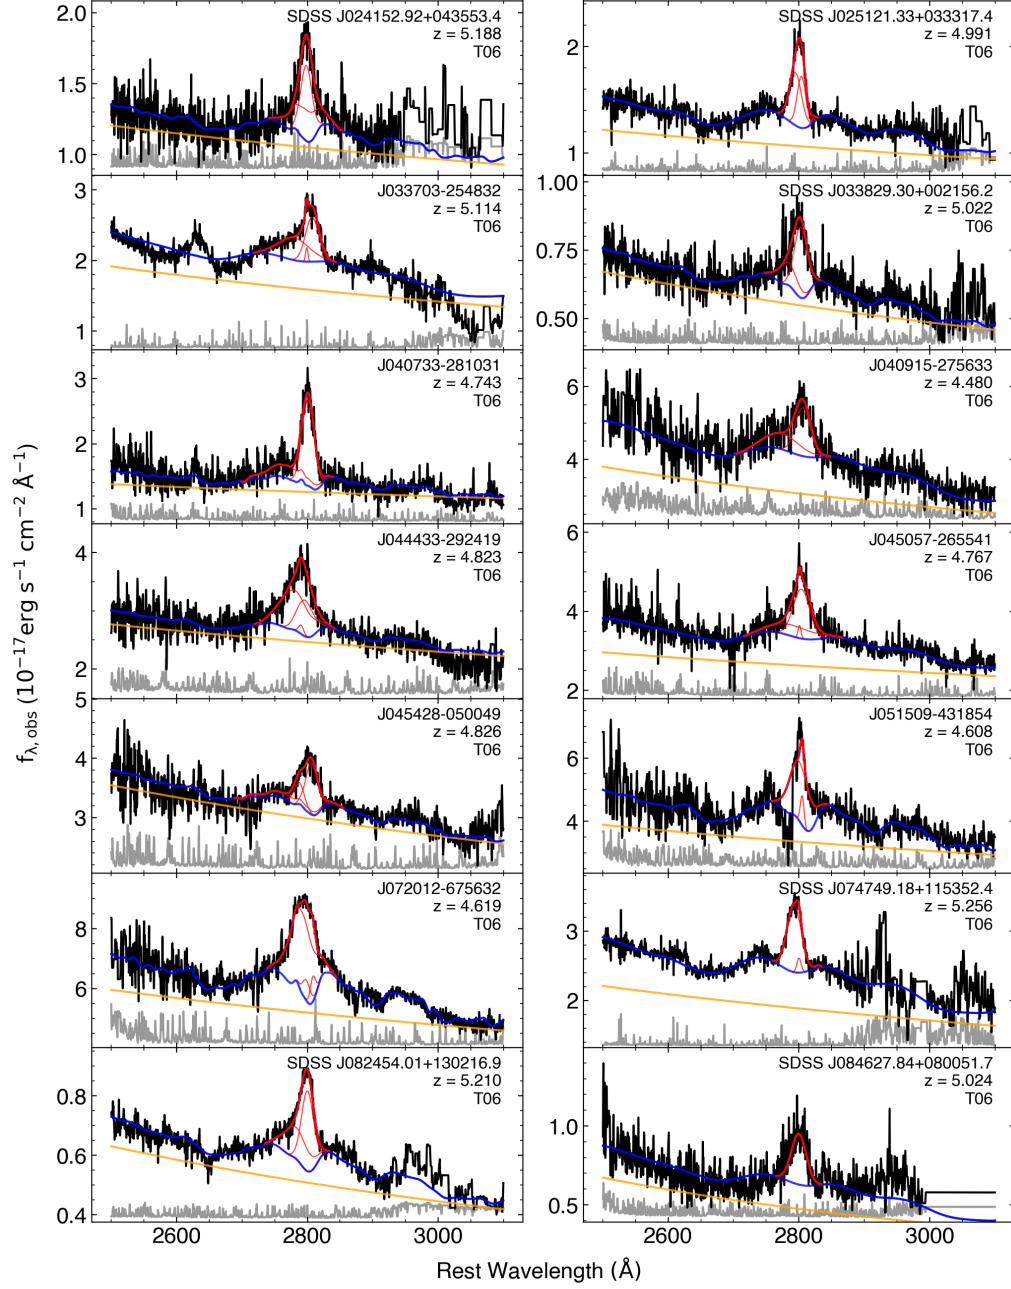 SDSS J024152.92+043553.4
z = 5.188
T06
2.0
1.5
1.0
SDSS J025121.33+033317.4
z = 4.991
T06
2
1
J033703-254832
z = 5.114
T06
3
2
1
SDSS J033829.30+002156.2
z = 5.022
T06
1.00
0.75
0.50
J040733-281031
z = 4.743
T06
3
2
1
J040915-275633
z = 4.480
T06
6
4
J044433-292419
z = 4.823
T06
4
2
J045057-265541
z = 4.767
T06
6
4
2
J045428-050049
z = 4.826
T06
5
4
3
J051509-431854
z = 4.608
T06
6
4
J072012-675632
z = 4.619
T06
8
6
SDSS J074749.18+115352.4
z = 5.256
T06
3
2
SDSS J082454.01+130216.9
z = 5.210
T06
0.8
0.6
0.4
SDSS J084627.84+080051.7
z = 5.024
T06
1.0
0.5
2600 2800 3000
2600 2800 3000
fλ, obs (10−17erg s−1 cm−2 Å−1)
Rest Wavelength (Å)